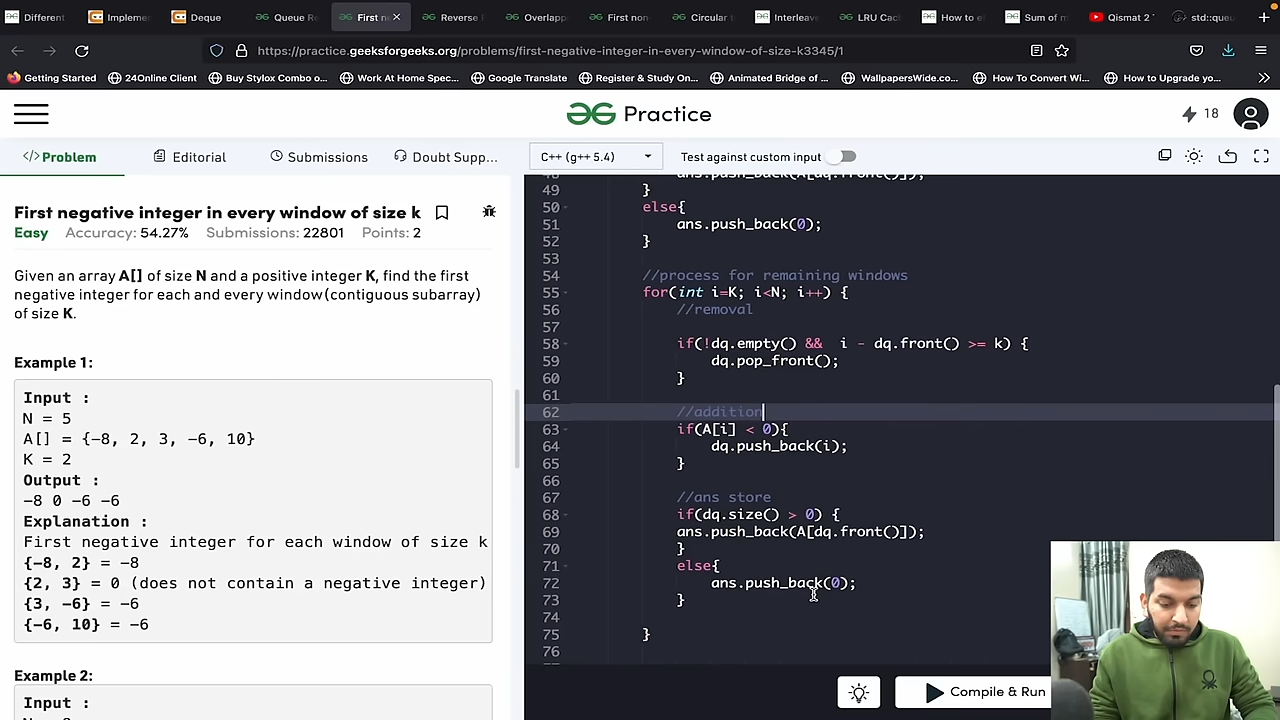 Different
Impleme
Deque
Queue Re
First n
Reverse
Overlapp
First non
Circular t
Interleave
LRU Cac
How to ef
Sum of m
Qismat 2
std::queu
https://practice.geeksforgeeks.org/problems/first-negative-integer-in-every-window-of-size-k3345/1
Getting Started
24Online Client
Buy Stylox Combo o...
Work At Home Spec...
Google Translate
Register & Study On...
Animated Bridge of ...
WallpapersWide.co...
How To Convert Wi...
How to Upgrade yo...
Practice
18
</> Problem
Editorial
Submissions
Doubt Supp...
C++ (g++ 5.4)
Test against custom input
First negative integer in every window of size k
Easy Accuracy: 54.27% Submissions: 22801 Points: 2
Given an array A[] of size N and a positive integer K, find the first
negative integer for each and every window(contiguous subarray)
of size K.
Example 1:
Input :
N = 5
A[] = {-8, 2, 3, -6, 10}
K = 2
Output :
-8 0 -6 -6
Explanation :
First negative integer for each window of size k
{-8, 2} = -8
{2, 3} = 0 (does not contain a negative integer)
{3, -6} = -6
{-6, 10} = -6
Example 2:
Input :
48 ans.push_back(A[dq.front()]);
49 }
50 else{
51 ans.push_back(0);
52 }
53
54 //process for remaining windows
55 for(int i=K; i<N; i++) {
56 //removal
57
58 if(!dq.empty() && i - dq.front() >= k) {
59 dq.pop_front();
60 }
61
62 //addition
63 if(A[i] < 0){
64 dq.push_back(i);
65 }
66
67 //ans store
68 if(dq.size() > 0) {
69 ans.push_back(A[dq.front()]);
70 }
71 else{
72 ans.push_back(0);
73 }
74
75 }
76
Compile & Run